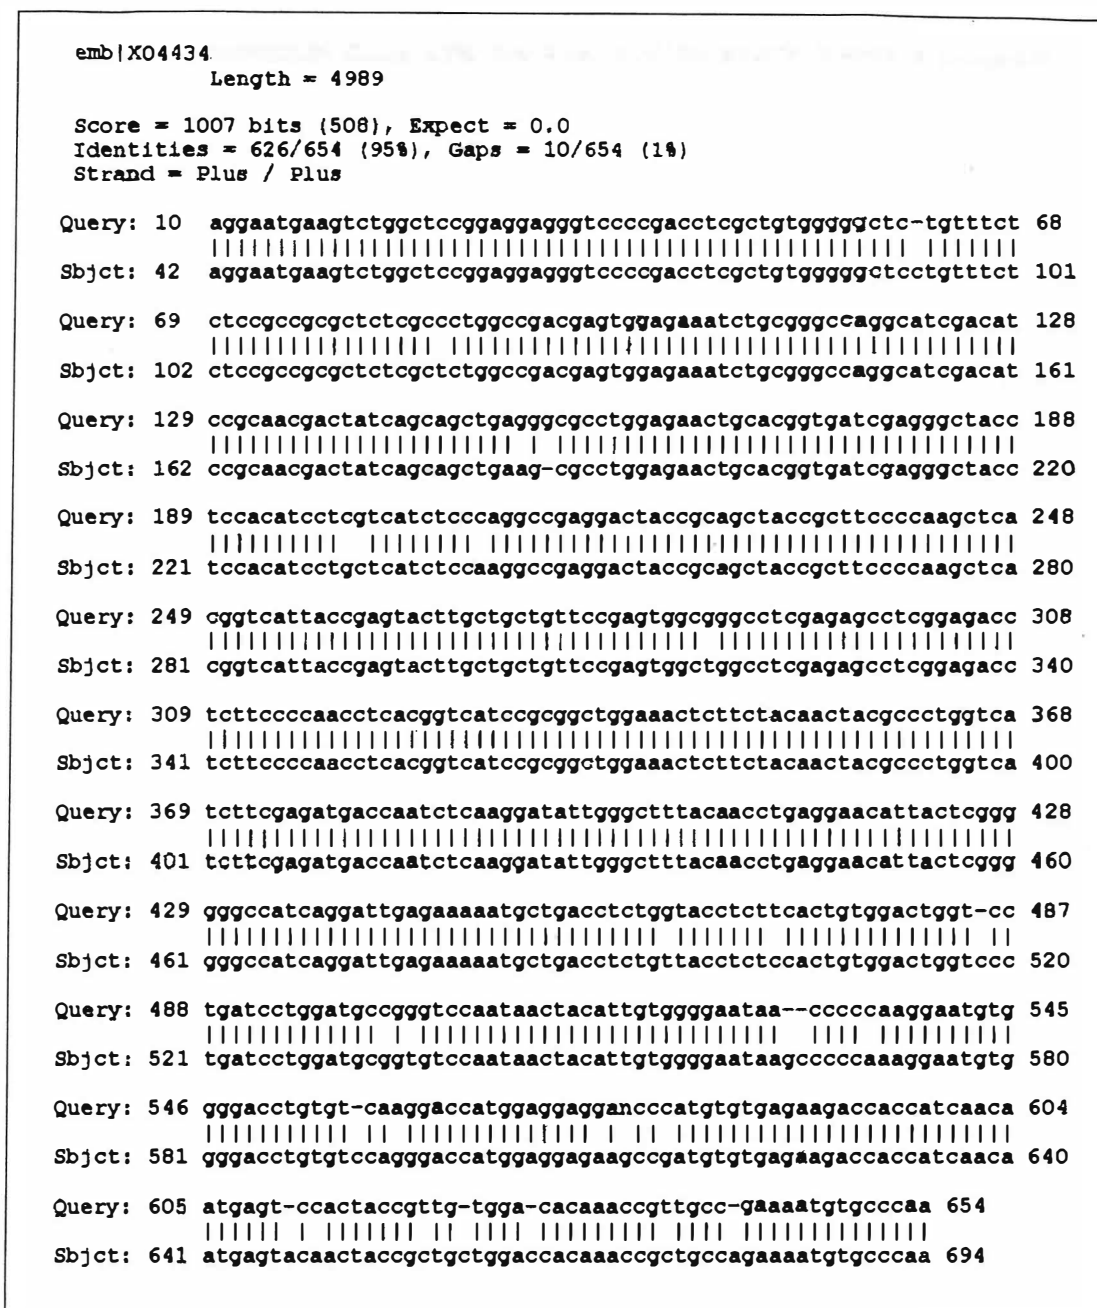 emb|X04434
Length = 4989
Score = 1007 bits (508), Expect = 0.0
Identities = 626/654 (95%), Gaps = 10/654 (1%)
Strand = Plus / Plus
Query: 10 aggaatgaagtctggctccggaggagggtccccgacctcgctgtgggggctc-tgtttct 68
Sbjct: 42 aggaatgaagtctggctccggaggagggtccccgacctcgctgtgggggctcctgtttct 101
Query: 69 ctccgccgcgctctcgccctggccgacgagtggagaaatctgcgggccaggcatcgacat 128
Sbjct: 102 ctccgccgcgctctcgctctggccgacgagtggagaaatctgcgggccaggcatcgacat 161
Query: 129 ccgcaacgactatcagcagctgagggcgcctggagaactgcacggtgatcgagggctacc 188
Sbjct: 162 ccgcaacgactatcagcagctgaag-cgcctggagaactgcacggtgatcgagggctacc 220
Query: 189 tccacatcctcgtcatctcccaggccgaggactaccgcagctaccgcttccccaagctca 248
Sbjct: 221 tccacatcctgctcatctccaaggccgaggactaccgcagctaccgcttccccaagctca 280
Query: 249 cggtcattaccgagtacttgctgctgttccgagtggcgggcctcgagagcctcggagacc 308
Sbjct: 281 cggtcattaccgagtacttgctgctgttccgagtggctggcctcgagagcctcggagacc 340
Query: 309 tcttccccaacctcacggtcatccgcggctggaaactcttctacaactacgccctggtca 368
Sbjct: 341 tcttccccaacctcacggtcatccgcggctggaaactcttctacaactacgccctggtca 400
Query: 369 tcttcgagatgaccaatctcaaggatattgggctttacaacctgaggaacattactcggg 428
Sbjct: 401 tcttcgagatgaccaatctcaaggatattgggctttacaacctgaggaacattactcggg 460
Query: 429 gggccatcaggattgagaaaaatgctgacctctggtacctcttcactgtggactggt-cc 487
Sbjct: 461 gggccatcaggattgagaaaaatgctgacctctgttacctctccactgtggactggtccc 520
Query: 488 tgatcctggatgccgggtccaataactacattgtggggaataa--cccccaaggaatgtg 545
Sbjct: 521 tgatcctggatgcggtgtccaataactacattgtggggaataagcccccaaaggaatgtg 580
Query: 546 gggacctgtgt-caaggaccatggaggaggancccatgtgtgagaagaccaccatcaaca 604
Sbjct: 581 gggacctgtgtccagggaccatggaggagaagccgatgtgtgagaagaccaccatcaaca 640
Query: 605 atgagt-ccactaccgttg-tgga-cacaaaccgttgcc-gaaaatgtgcccaa 654
Sbjct: 641 atgagtacaactaccgctgctggaccacaaaccgctgccagaaaatgtgcccaa 694